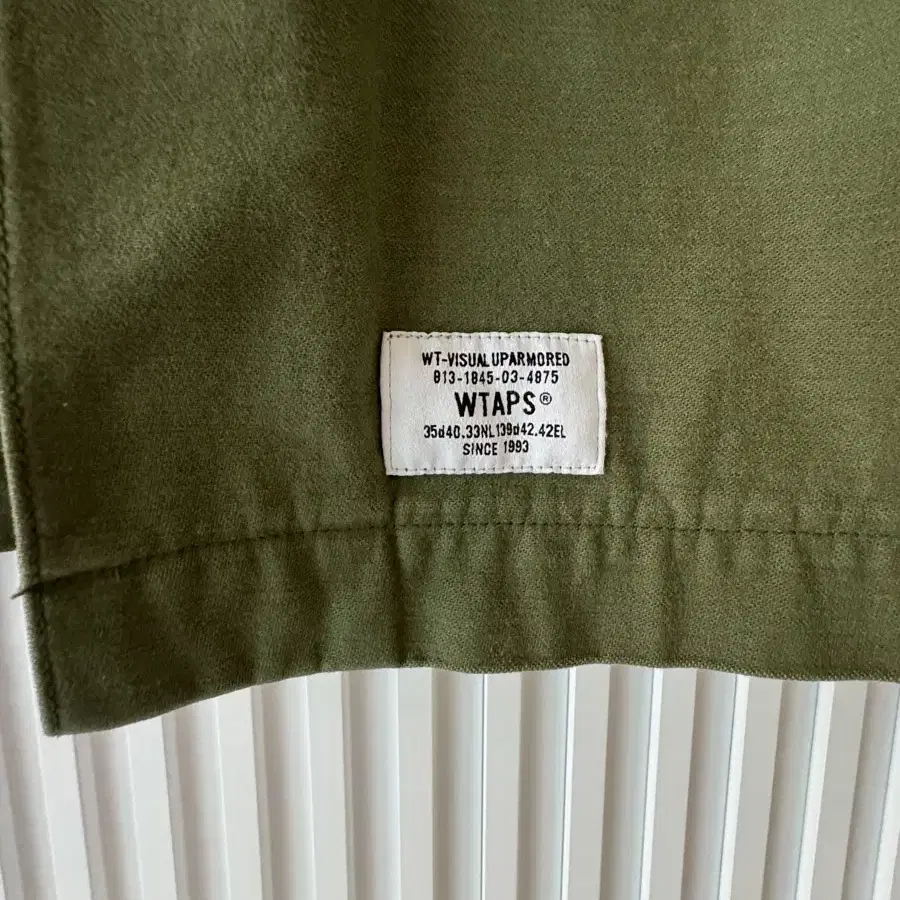 WT-VISUAL UPARMORED
813-1845-03-4875
WTAPS®
35d40.33NL139d42.42EL
SINCE 1993